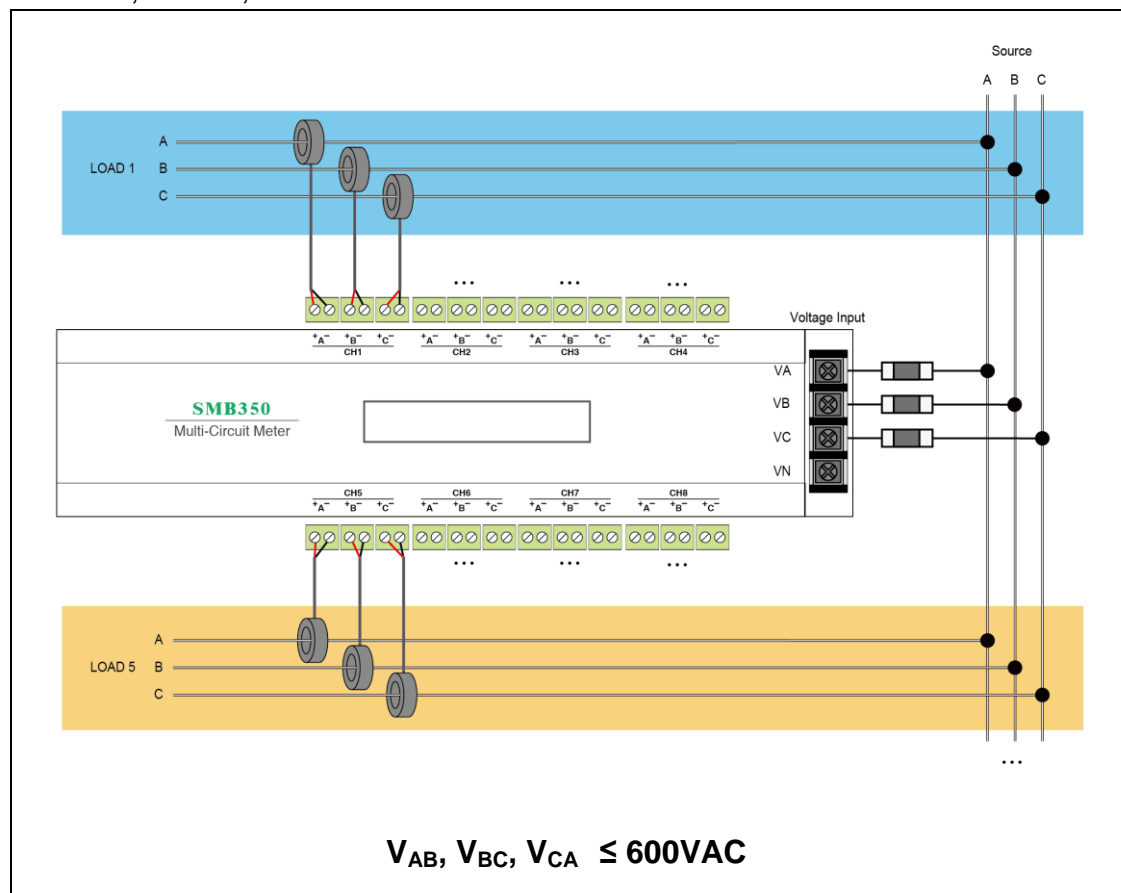 Source
A B C
A
LOAD 1 B
C
... ... ...
Voltage Input
+A− +B− +C− +A− +B− +C− +A− +B− +C− +A− +B− +C−
CH1 CH2 CH3 CH4
VA
SMB350
VB
Multi-Circuit Meter
VC
VN
CH5 CH6 CH7 CH8
+A− +B− +C− +A− +B− +C− +A− +B− +C− +A− +B− +C−
... ... ...
A
LOAD 5 B
C
...
VAB, VBC, VCA ≤ 600VAC